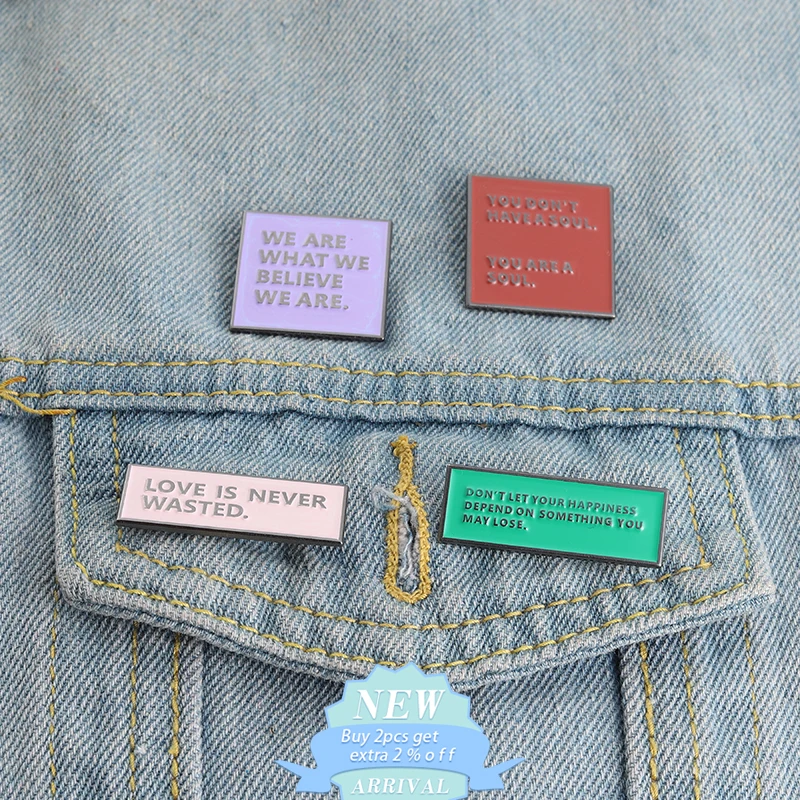 WE ARE
WHAT WE
BELIEVE
WE ARE.
YOU DON'T
HAVE A SOUL.
YOU ARE A
SOUL.
LOVE IS NEVER
WASTED.
DON'T LET YOUR HAPPINESS
DEPEND ON SOMETHING YOU
MAY LOSE.
NEW
Buy 2pcs get
extra 2 % off
ARRIVAL